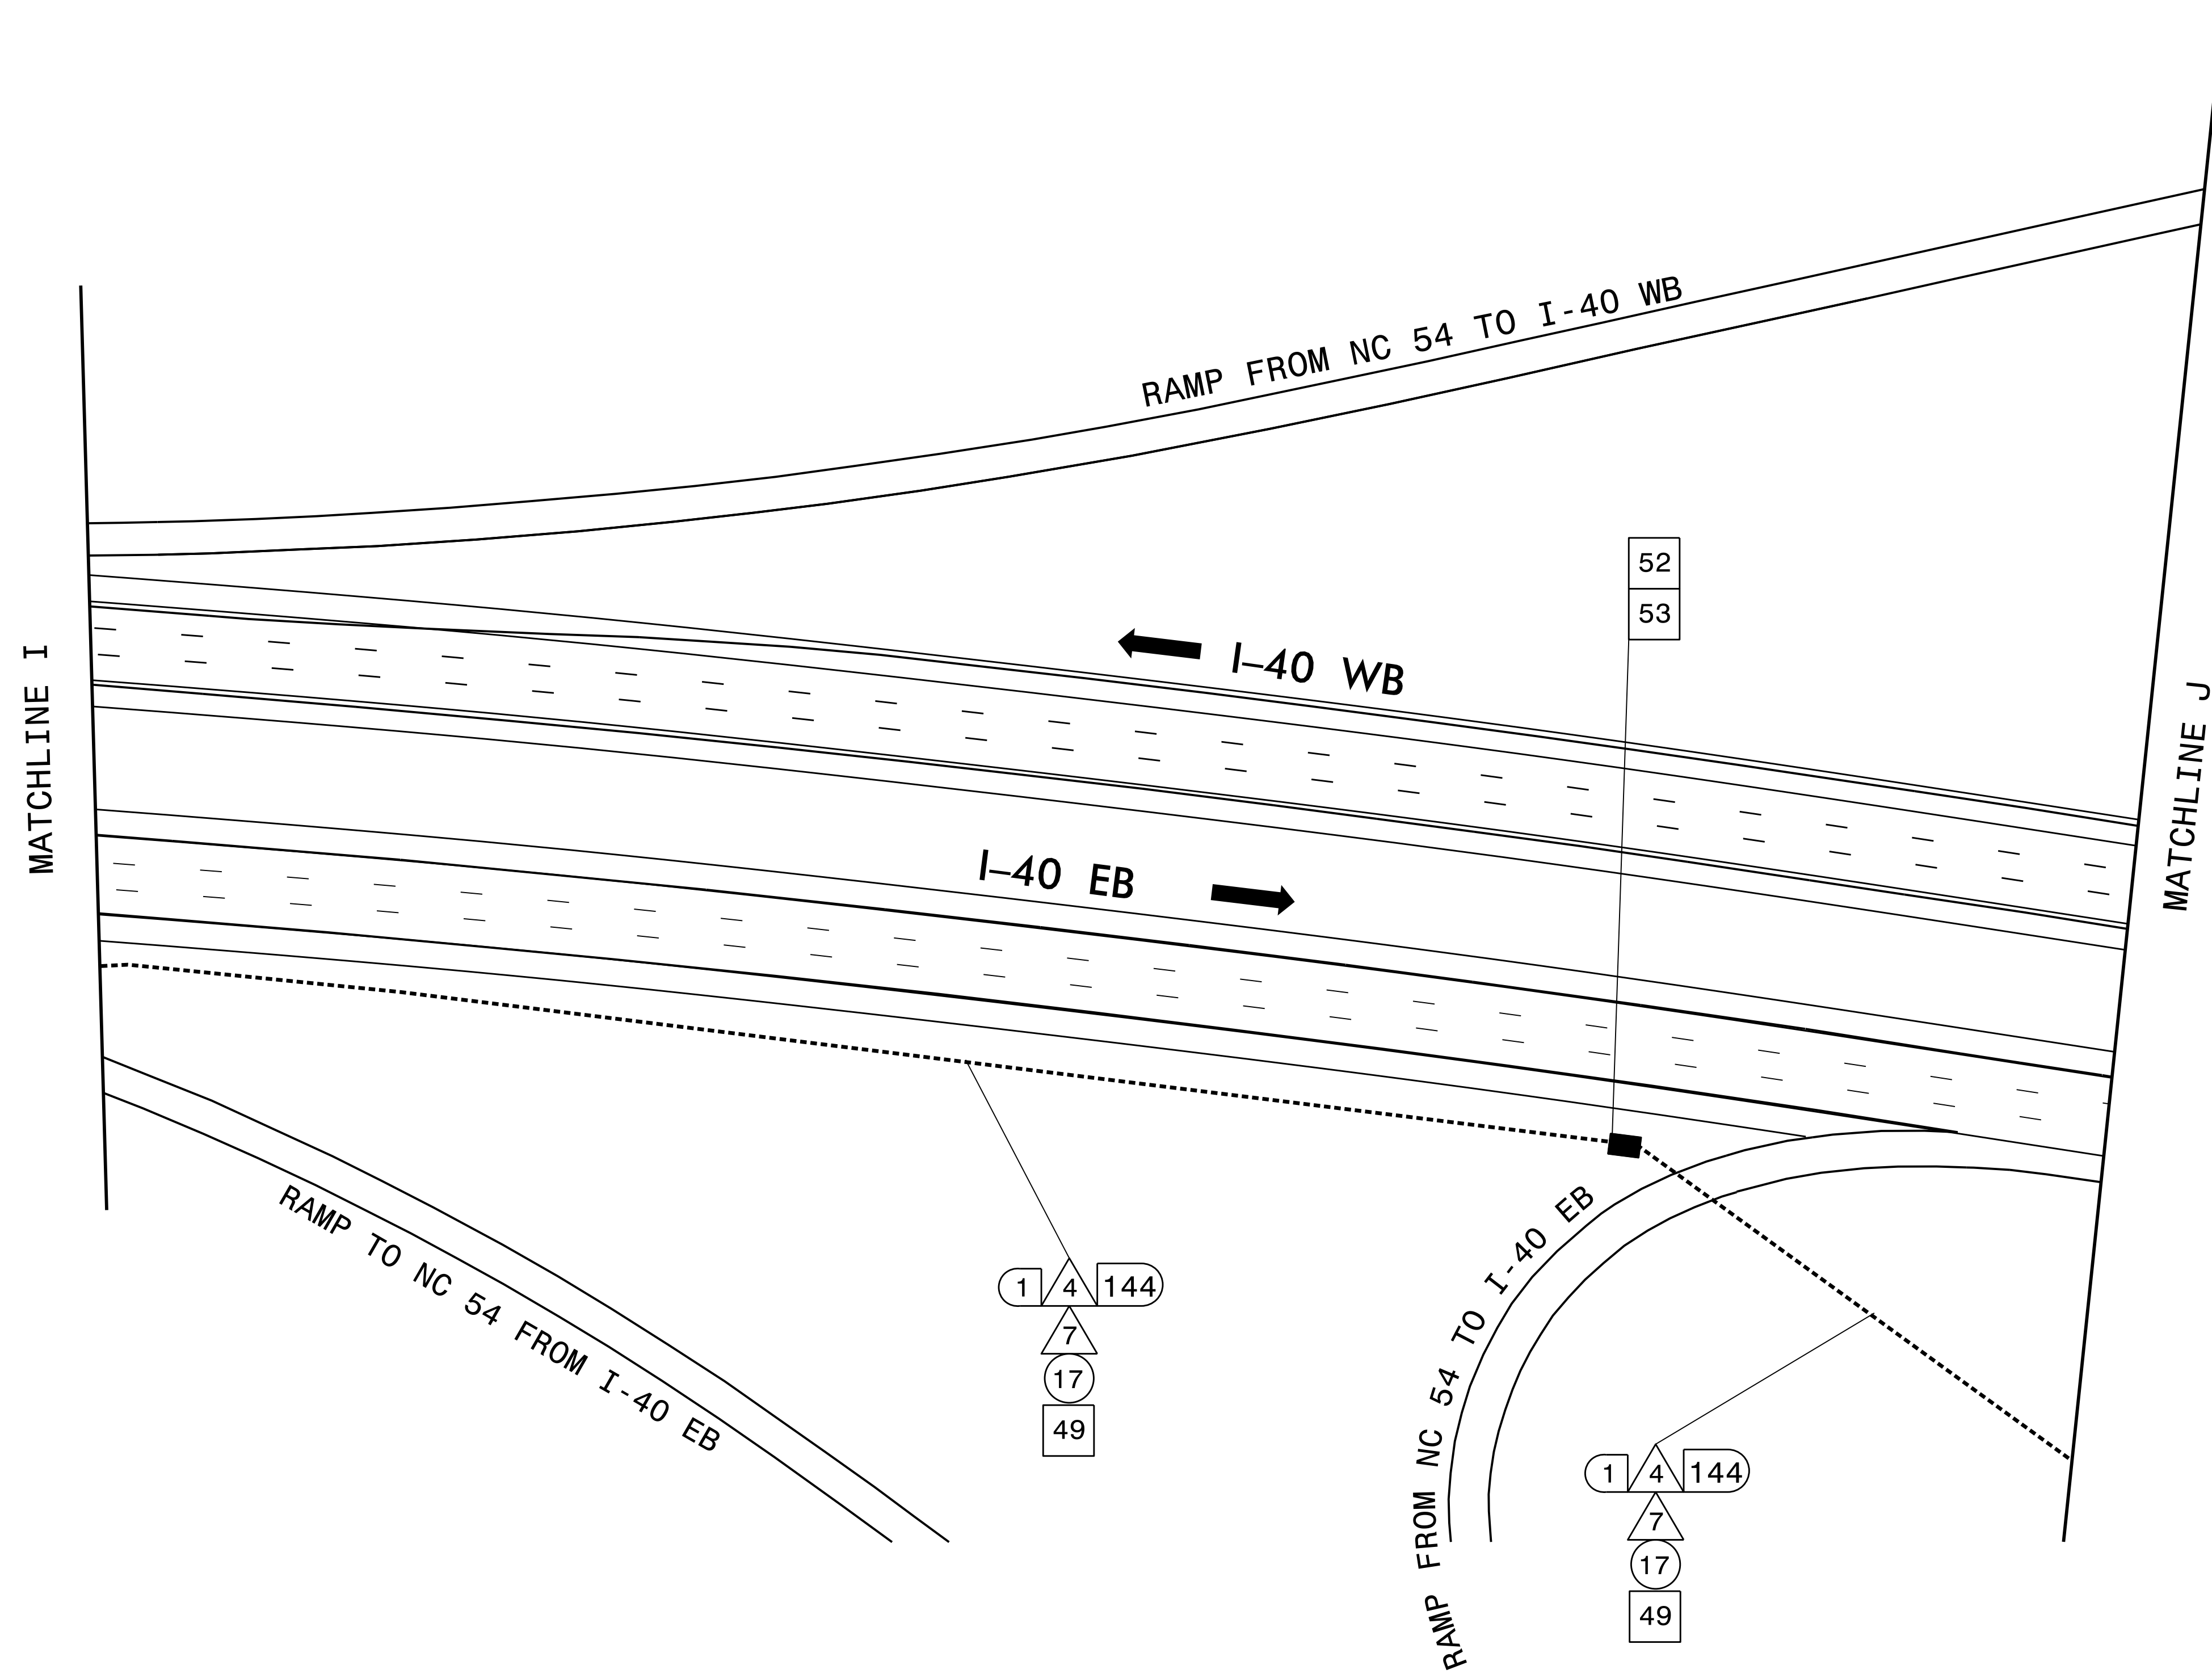 RAMP FROM NC 54 TO I-40 WB
52
53
MATCHLINE I
I-40 WB
MATCHLINE J
I-40 EB
RAMP TO NC 54 FROM I-40 EB
1 4 144
7
17
49
RAMP FROM NC 54 TO I-40 EB
1 4 144
7
17
49